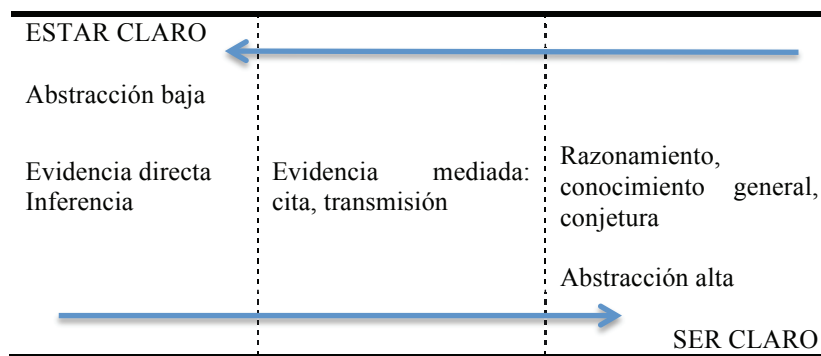 ESTAR CLARO
Abstracción baja
Evidencia directa
Inferencia
Evidencia mediada:
cita, transmisión
Razonamiento,
conocimiento general,
conjetura
Abstracción alta
SER CLARO